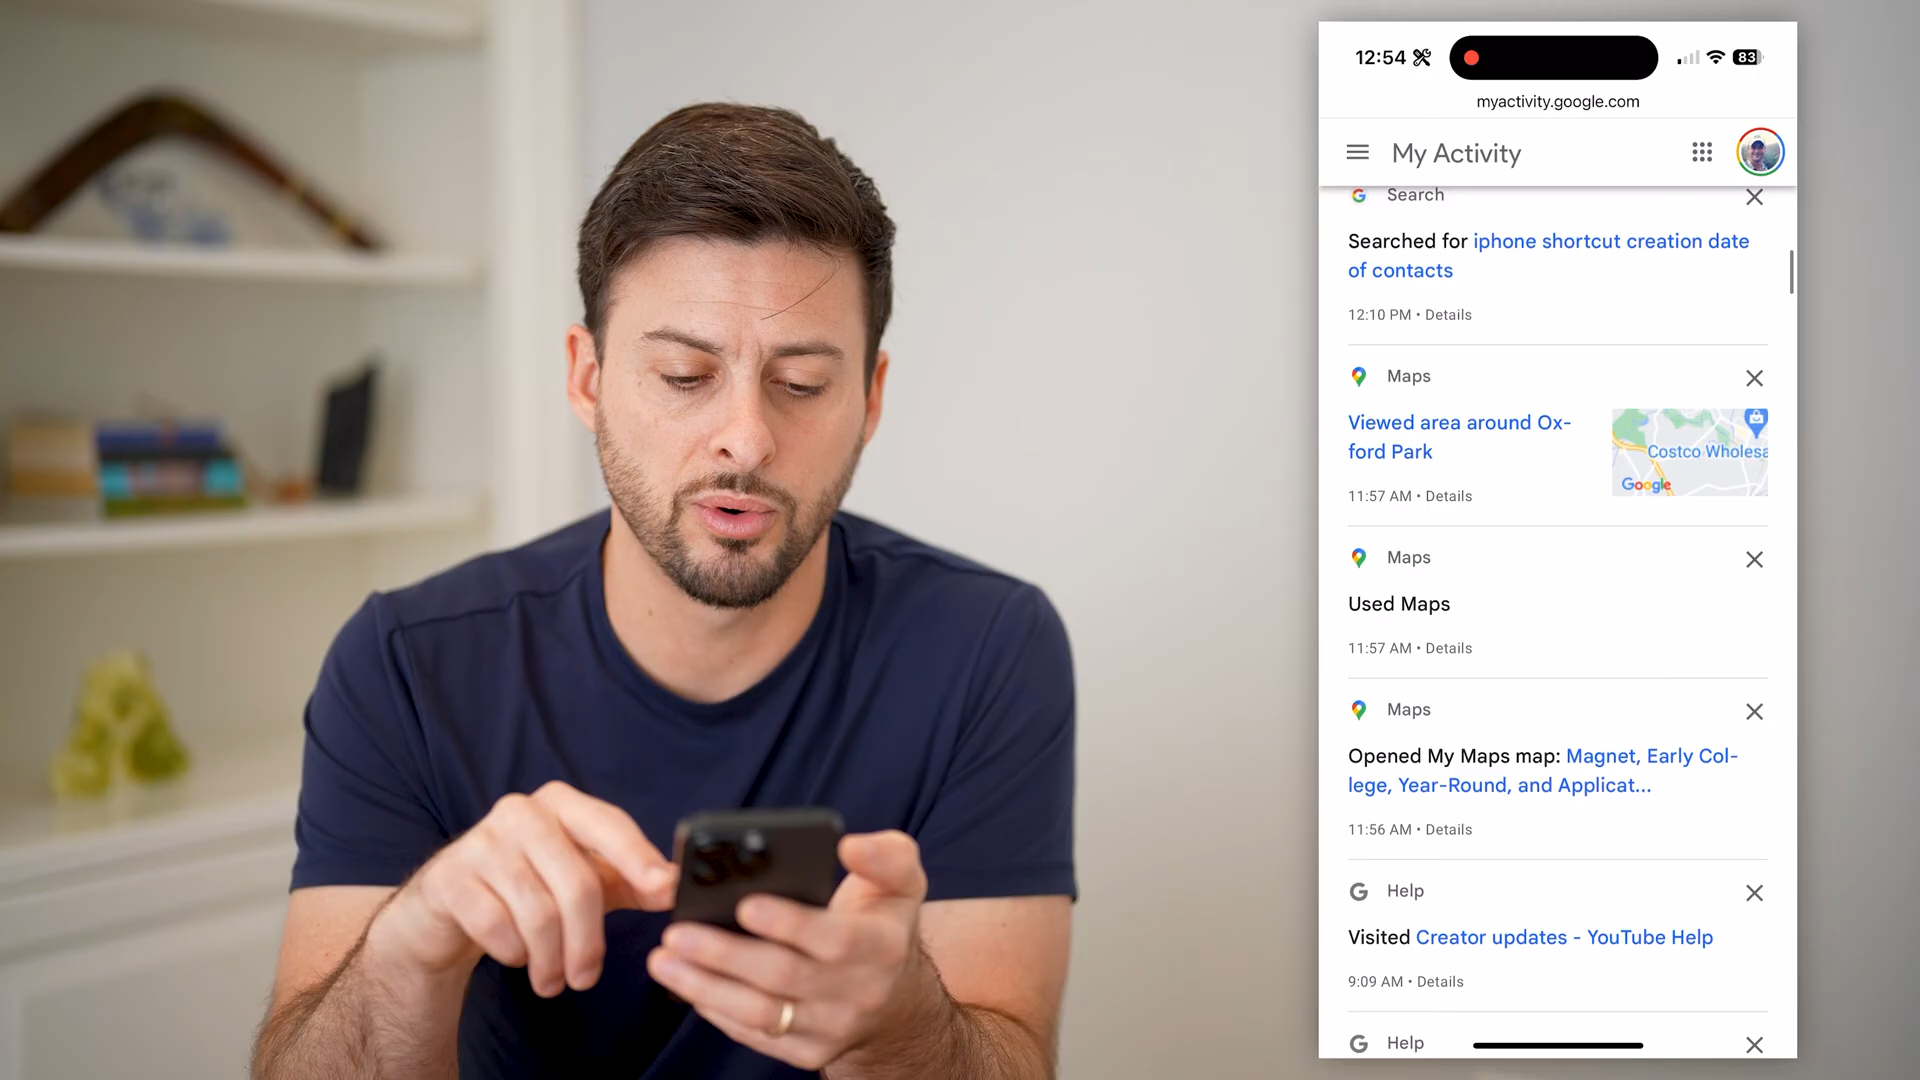 12:54
83
myactivity.google.com
My Activity
Search
Searched for iphone shortcut creation date
of contacts
12:10 PM • Details
Maps
Viewed area around Ox-
ford Park
Costco Wholesa
Google
11:57 AM • Details
Maps
Used Maps
11:57 AM • Details
Maps
Opened My Maps map: Magnet, Early Col-
lege, Year-Round, and Applicat...
11:56 AM • Details
Help
Visited Creator updates - YouTube Help
9:09 AM • Details
Help